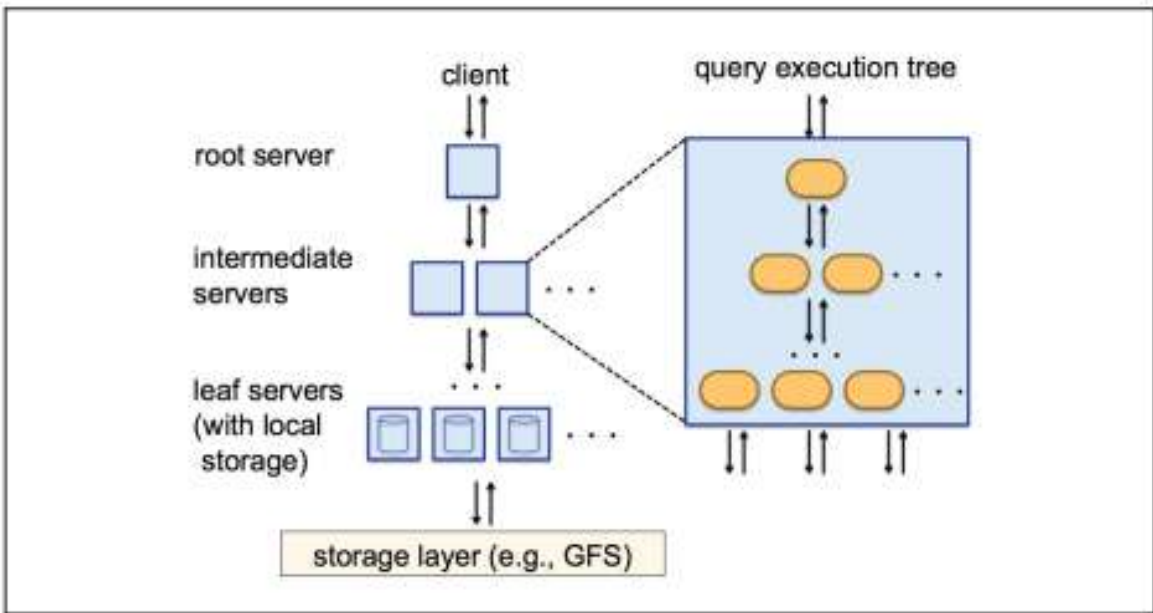 client
query execution tree
root server
intermediate
servers
leaf servers
(with local
storage)
storage layer (e.g., GFS)